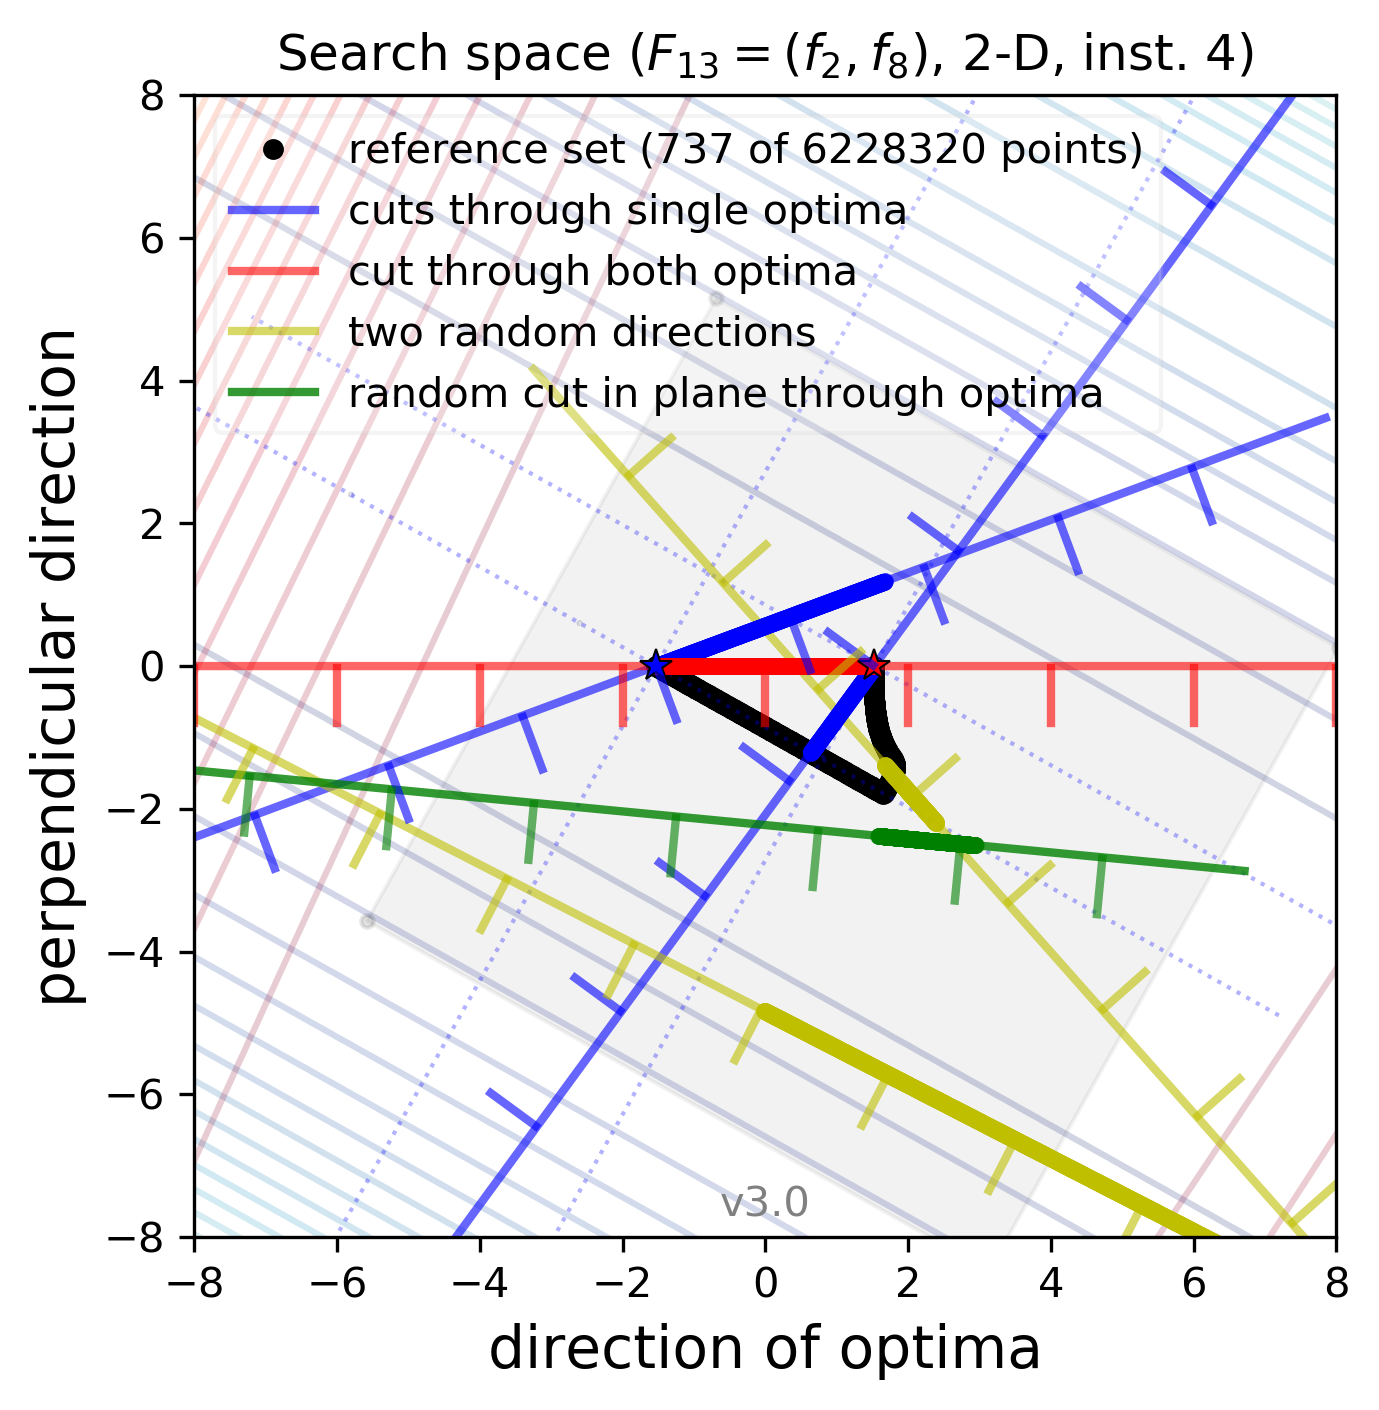 Search space (F₁₃ = (f₂, f₈), 2-D, inst. 4)
reference set (737 of 6228320 points)
cuts through single optima
cut through both optima
two random directions
random cut in plane through optima
perpendicular direction
8
6
4
2
0
−2
−4
−6
−8
v3.0
−8 −6 −4 −2 0 2 4 6 8
direction of optima